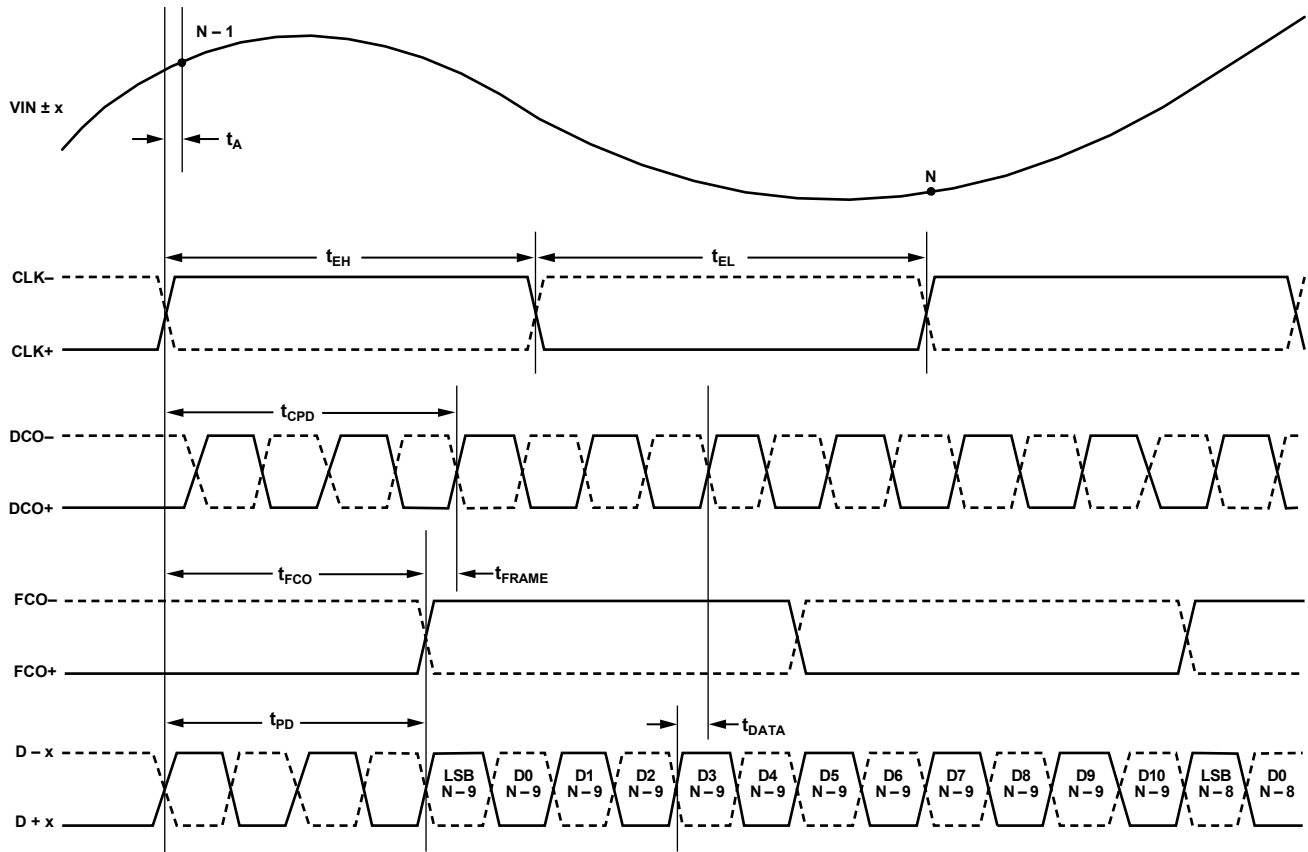 N – 1
VIN ± x
tA
N
tEH
tEL
CLK–
CLK+
tCPD
DCO–
DCO+
tFCO
tFRAME
FCO–
FCO+
tPD
tDATA
D – x
D + x
LSB D0 D1 D2 D3 D4 D5 D6 D7 D8 D9 D10 LSB D0
N – 9 N – 9 N – 9 N – 9 N – 9 N – 9 N – 9 N – 9 N – 9 N – 9 N – 9 N – 9 N – 8 N – 8